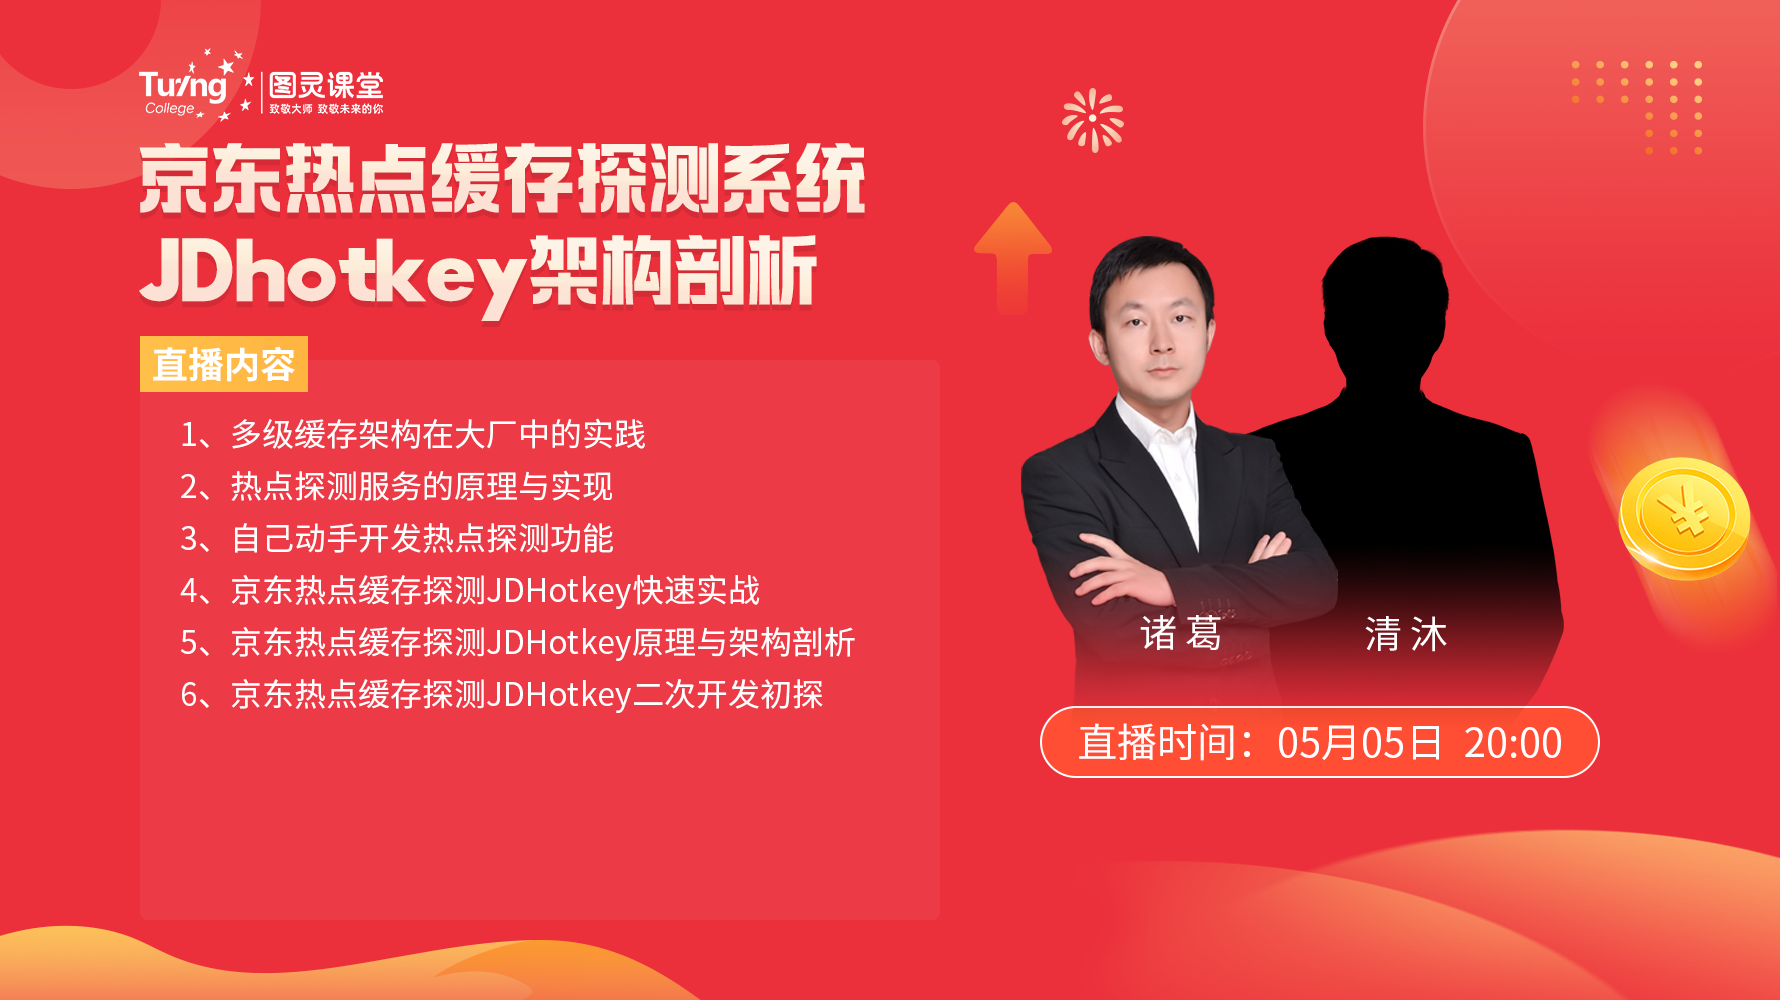 Turing
College
图灵课堂
致敬大师 致敬未来的你
京东热点缓存探测系统
JDhotkey架构剖析
直播内容
1、多级缓存架构在大厂中的实践
2、热点探测服务的原理与实现
3、自己动手开发热点探测功能
4、京东热点缓存探测JDHotkey快速实战
5、京东热点缓存探测JDHotkey原理与架构剖析
6、京东热点缓存探测JDHotkey二次开发初探
诸葛
清沐
直播时间：05月05日 20:00
¥